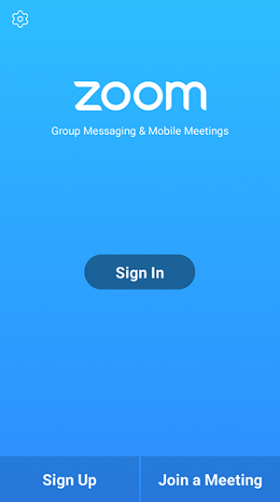 zoom
Group Messaging & Mobile Meetings
Sign In
Sign Up
Join a Meeting